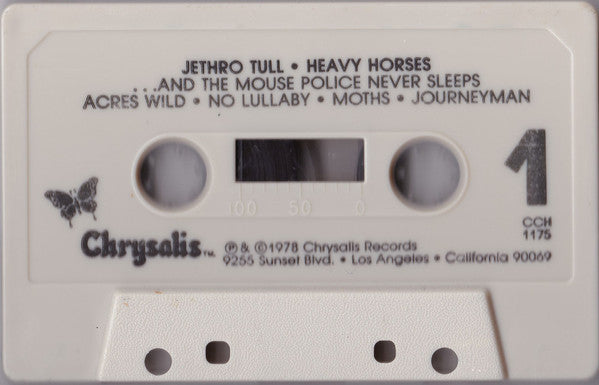 JETHRO TULL • HEAVY HORSES
...AND THE MOUSE POLICE NEVER SLEEPS
ACRES WILD • NO LULLABY • MOTHS • JOURNEYMAN
1
100 50 0
CCH
1175
Chrysalis™
℗ & ©1978 Chrysalis Records
9255 Sunset Blvd. • Los Angeles • California 90069